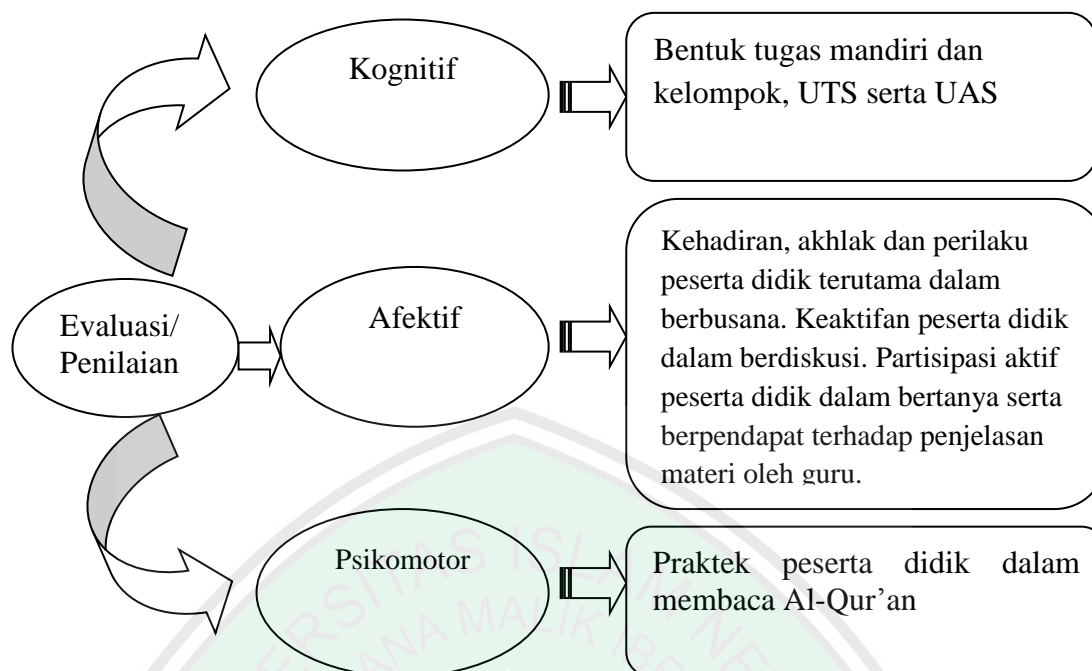 Kognitif
Bentuk tugas mandiri dan
kelompok, UTS serta UAS
Evaluasi/
Penilaian
Afektif
Kehadiran, akhlak dan perilaku
peserta didik terutama dalam
berbusana. Keaktifan peserta didik
dalam berdiskusi. Partisipasi aktif
peserta didik dalam bertanya serta
berpendapat terhadap penjelasan
materi oleh guru.
Psikomotor
Praktek peserta didik dalam
membaca Al-Qur’an